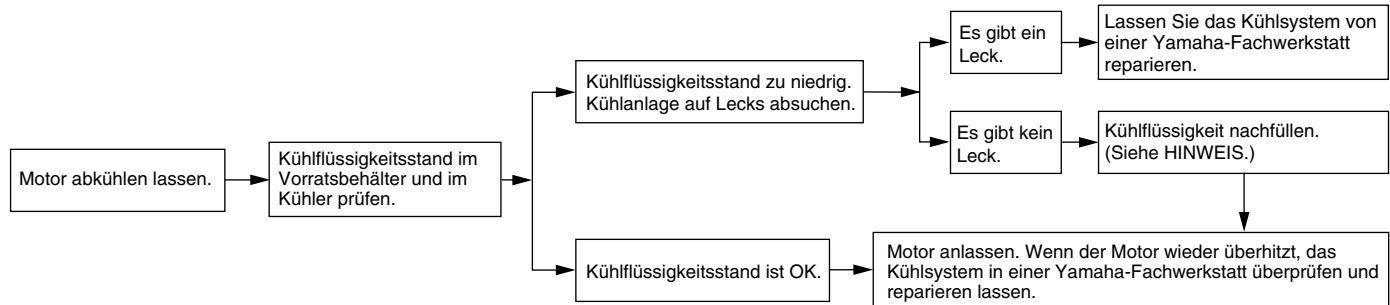 Motor abkühlen lassen.
Kühlflüssigkeitsstand im
Vorratsbehälter und im
Kühler prüfen.
Kühlflüssigkeitsstand zu niedrig.
Kühlanlage auf Lecks absuchen.
Es gibt ein
Leck.
Lassen Sie das Kühlsystem von
einer Yamaha-Fachwerkstatt
reparieren.
Es gibt kein
Leck.
Kühlflüssigkeit nachfüllen.
(Siehe HINWEIS.)
Kühlflüssigkeitsstand ist OK.
Motor anlassen. Wenn der Motor wieder überhitzt, das
Kühlsystem in einer Yamaha-Fachwerkstatt überprüfen und
reparieren lassen.